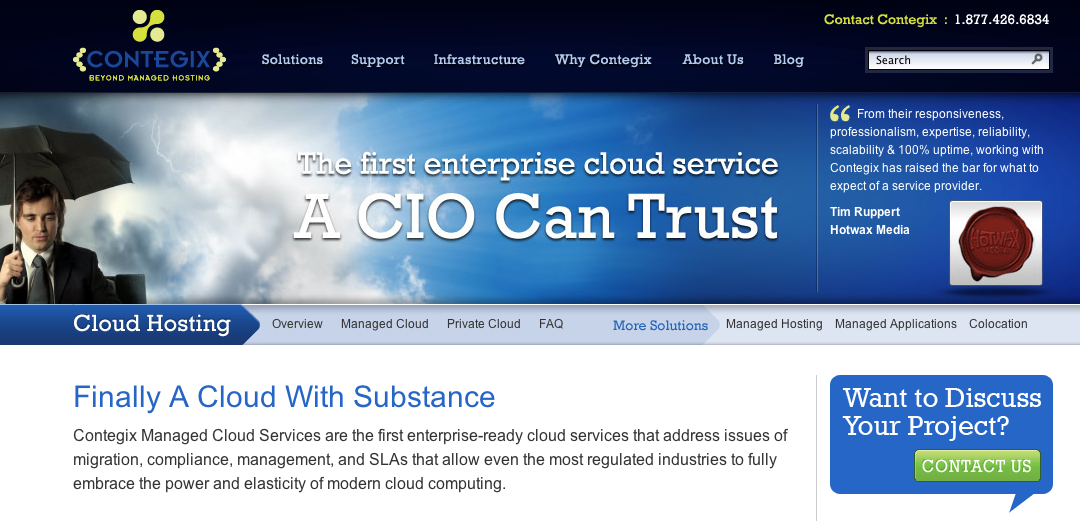 Contact Contegix : 1.877.426.6834
CONTEGIX
BEYOND MANAGED HOSTING
Solutions Support Infrastructure Why Contegix About Us Blog
Search
The first enterprise cloud service
A CIO Can Trust
“ From their responsiveness,
professionalism, expertise, reliability,
scalability & 100% uptime, working with
Contegix has raised the bar for what to
expect of a service provider.
Tim Ruppert
Hotwax Media
HOTWAX
MEDIA
Cloud Hosting Overview Managed Cloud Private Cloud FAQ More Solutions Managed Hosting Managed Applications Colocation
Finally A Cloud With Substance
Contegix Managed Cloud Services are the first enterprise-ready cloud services that address issues of
migration, compliance, management, and SLAs that allow even the most regulated industries to fully
embrace the power and elasticity of modern cloud computing.
Want to Discuss
Your Project?
CONTACT US